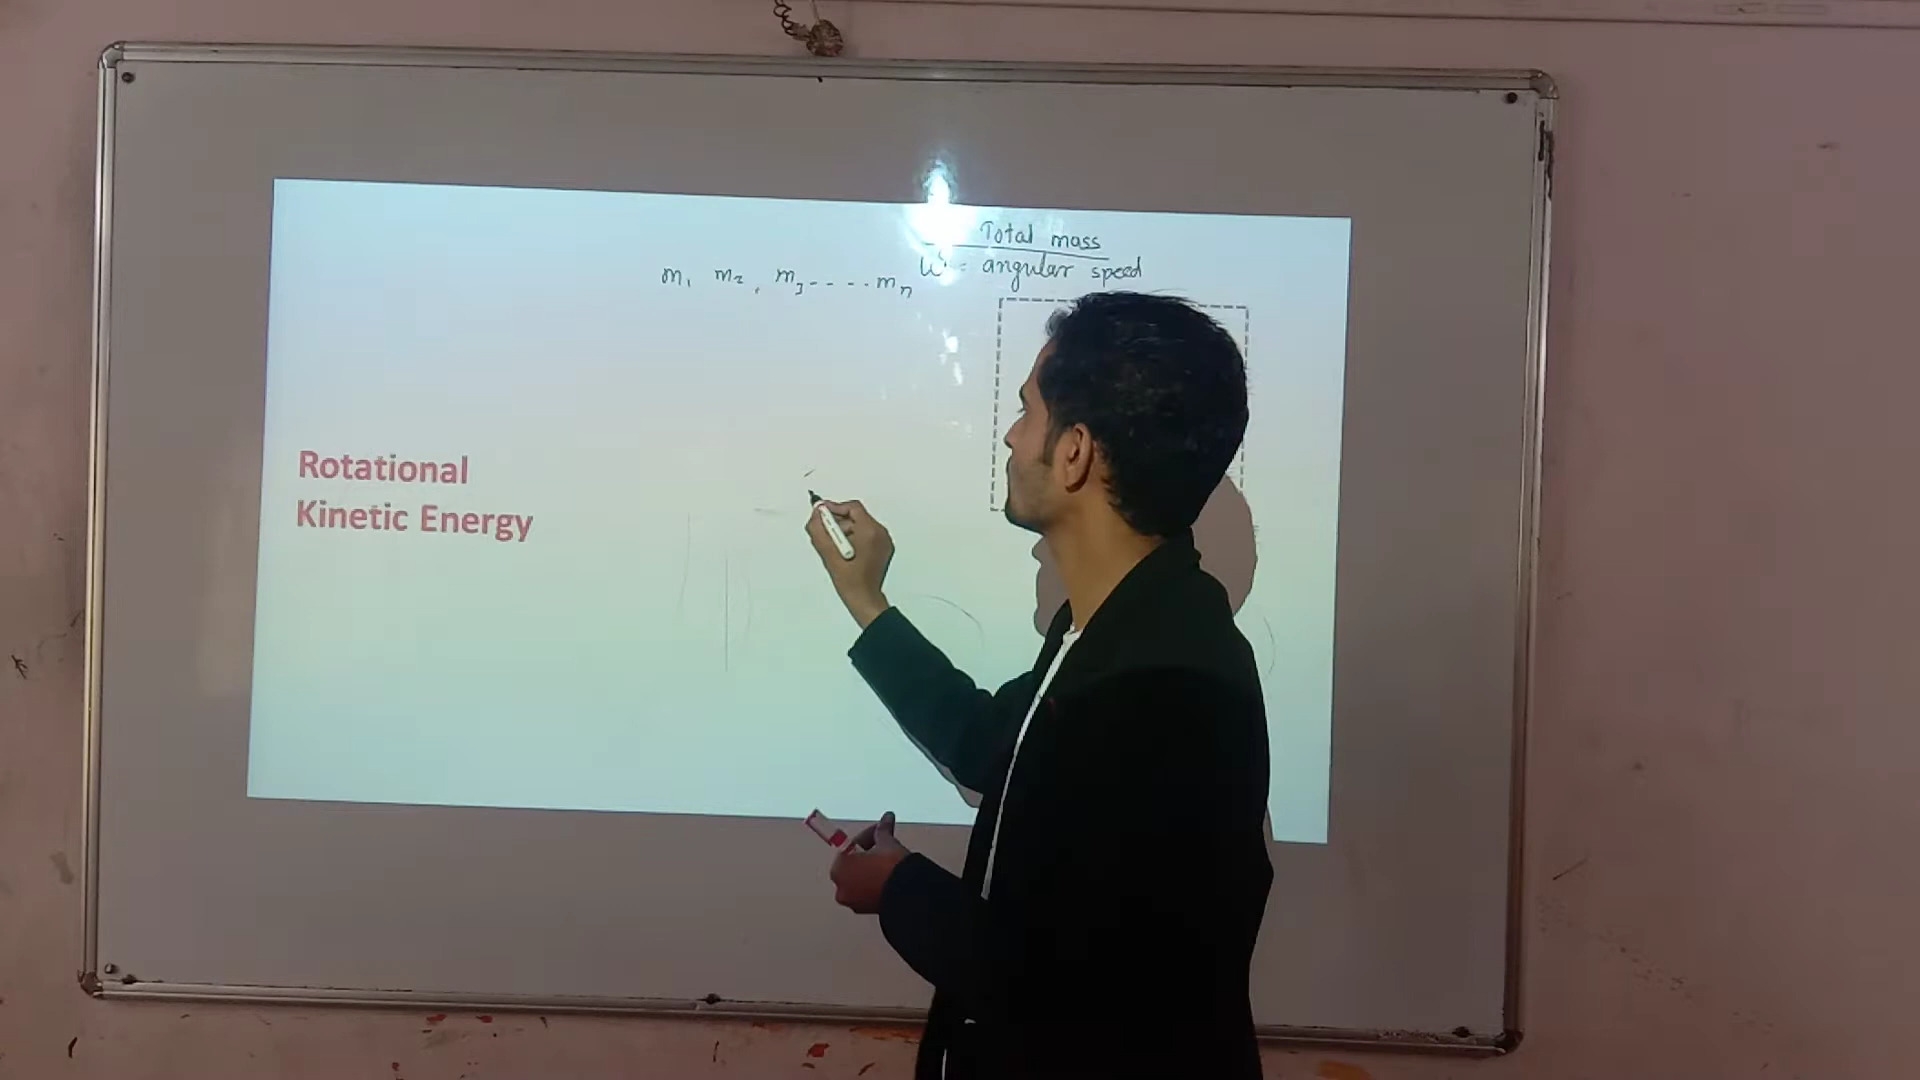 Total mass
ω = angular speed
m₁ m₂, m₃----mₙ
Rotational
Kinetic Energy